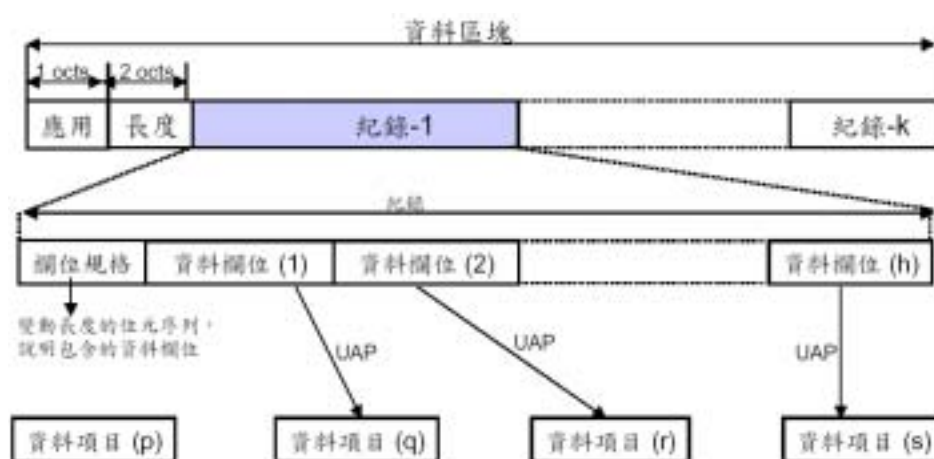 資料區塊
1 octs
2 octs
應用
長度
紀錄-1
紀錄-k
紀錄
欄位規格
資料欄位 (1)
資料欄位 (2)
資料欄位 (h)
變動長度的位元序列，
說明包含的資料欄位
UAP
UAP
UAP
資料項目 (p)
資料項目 (q)
資料項目 (r)
資料項目 (s)